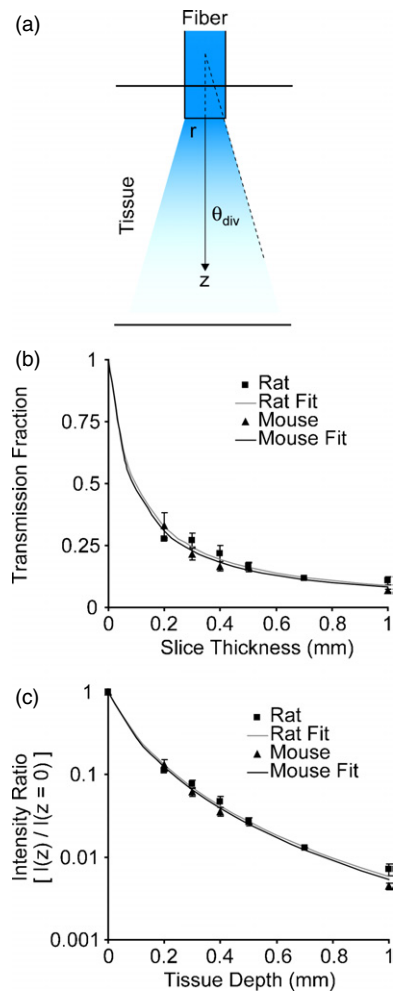 (a)
Fiber
r
Tissue
θdiv
z
(b)
Transmission Fraction
1
0.75
0.5
0.25
0
Rat
Rat Fit
Mouse
Mouse Fit
0 0.2 0.4 0.6 0.8 1
Slice Thickness (mm)
(c)
Intensity Ratio
[ I(z) / I(z = 0) ]
1
0.1
0.01
0.001
Rat
Rat Fit
Mouse
Mouse Fit
0 0.2 0.4 0.6 0.8 1
Tissue Depth (mm)